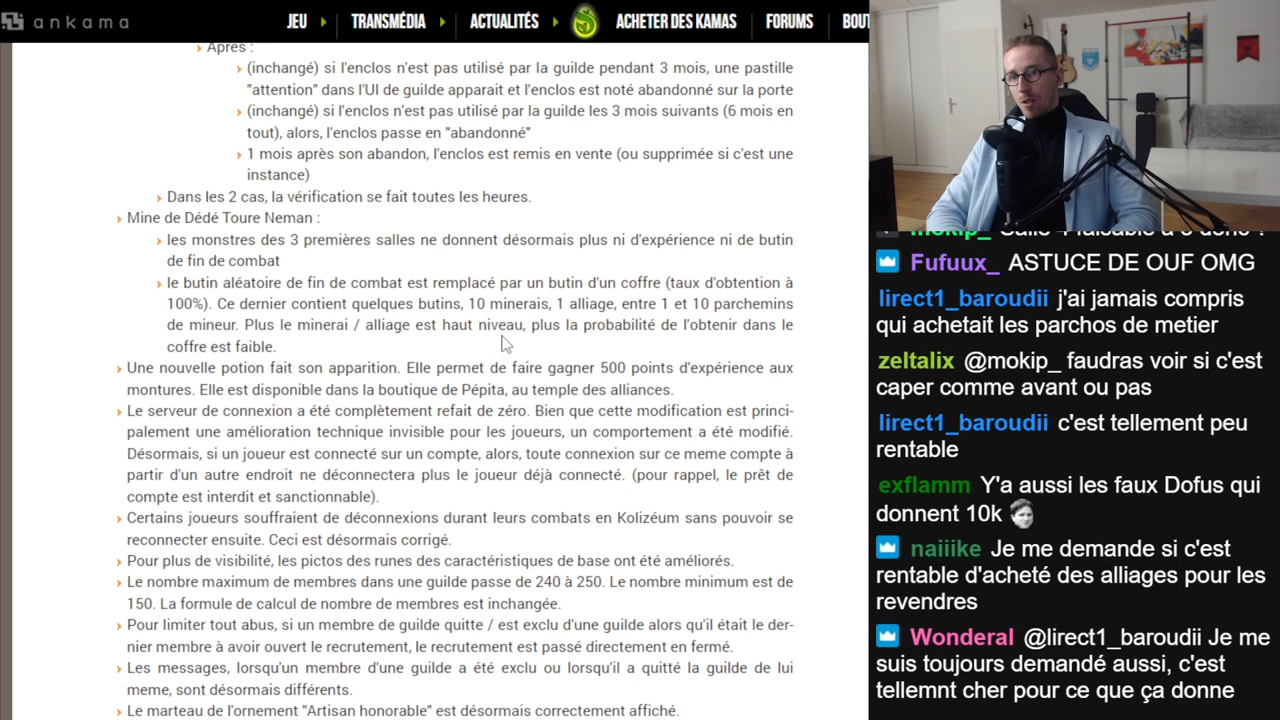 ankama
JEU
TRANSMÉDIA
ACTUALITÉS
ACHETER DES KAMAS
FORUMS
BOUT
Après :
(inchangé) si l'enclos n'est pas utilisé par la guilde pendant 3 mois, une pastille
"attention" dans l'UI de guilde apparait et l'enclos est noté abandonné sur la porte
(inchangé) si l'enclos n'est pas utilisé par la guilde les 3 mois suivants (6 mois en
tout), alors, l'enclos passe en "abandonné"
1 mois après son abandon, l'enclos est remis en vente (ou supprimée si c'est une
instance)
Dans les 2 cas, la vérification se fait toutes les heures.
Mine de Dédé Toure Neman :
les monstres des 3 premières salles ne donnent désormais plus ni d'expérience ni de butin
de fin de combat
le butin aléatoire de fin de combat est remplacé par un butin d'un coffre (taux d'obtention à
100%). Ce dernier contient quelques butins, 10 minerais, 1 alliage, entre 1 et 10 parchemins
de mineur. Plus le minerai / alliage est haut niveau, plus la probabilité de l'obtenir dans le
coffre est faible.
Une nouvelle potion fait son apparition. Elle permet de faire gagner 500 points d'expérience aux
montures. Elle est disponible dans la boutique de Pépita, au temple des alliances.
Le serveur de connexion a été complètement refait de zéro. Bien que cette modification est princi-
palement une amélioration technique invisible pour les joueurs, un comportement a été modifié.
Désormais, si un joueur est connecté sur un compte, alors, toute connexion sur ce meme compte à
partir d'un autre endroit ne déconnectera plus le joueur déjà connecté. (pour rappel, le prêt de
compte est interdit et sanctionnable).
Certains joueurs souffraient de déconnexions durant leurs combats en Kolizéum sans pouvoir se
reconnecter ensuite. Ceci est désormais corrigé.
Pour plus de visibilité, les pictos des runes des caractéristiques de base ont été améliorés.
Le nombre maximum de membres dans une guilde passe de 240 à 250. Le nombre minimum est de
150. La formule de calcul de nombre de membres est inchangée.
Pour limiter tout abus, si un membre de guilde quitte / est exclu d'une guilde alors qu'il était le der-
nier membre à avoir ouvert le recrutement, le recrutement est passé directement en fermé.
Les messages, lorsqu'un membre d'une guilde a été exclu ou lorsqu'il a quitté la guilde de lui
meme, sont désormais différents.
Le marteau de l'ornement "Artisan honorable" est désormais correctement affiché.
mokip_
Fufuux_ ASTUCE DE OUF OMG
lirect1_baroudii j'ai jamais compris
qui achetait les parchos de metier
zeltalix @mokip_ faudras voir si c'est
caper comme avant ou pas
lirect1_baroudii c'est tellement peu
rentable
exflamm Y'a aussi les faux Dofus qui
donnent 10k
naiiike Je me demande si c'est
rentable d'acheté des alliages pour les
revendres
Wonderal @lirect1_baroudii Je me
suis toujours demandé aussi, c'est
tellemnt cher pour ce que ça donne